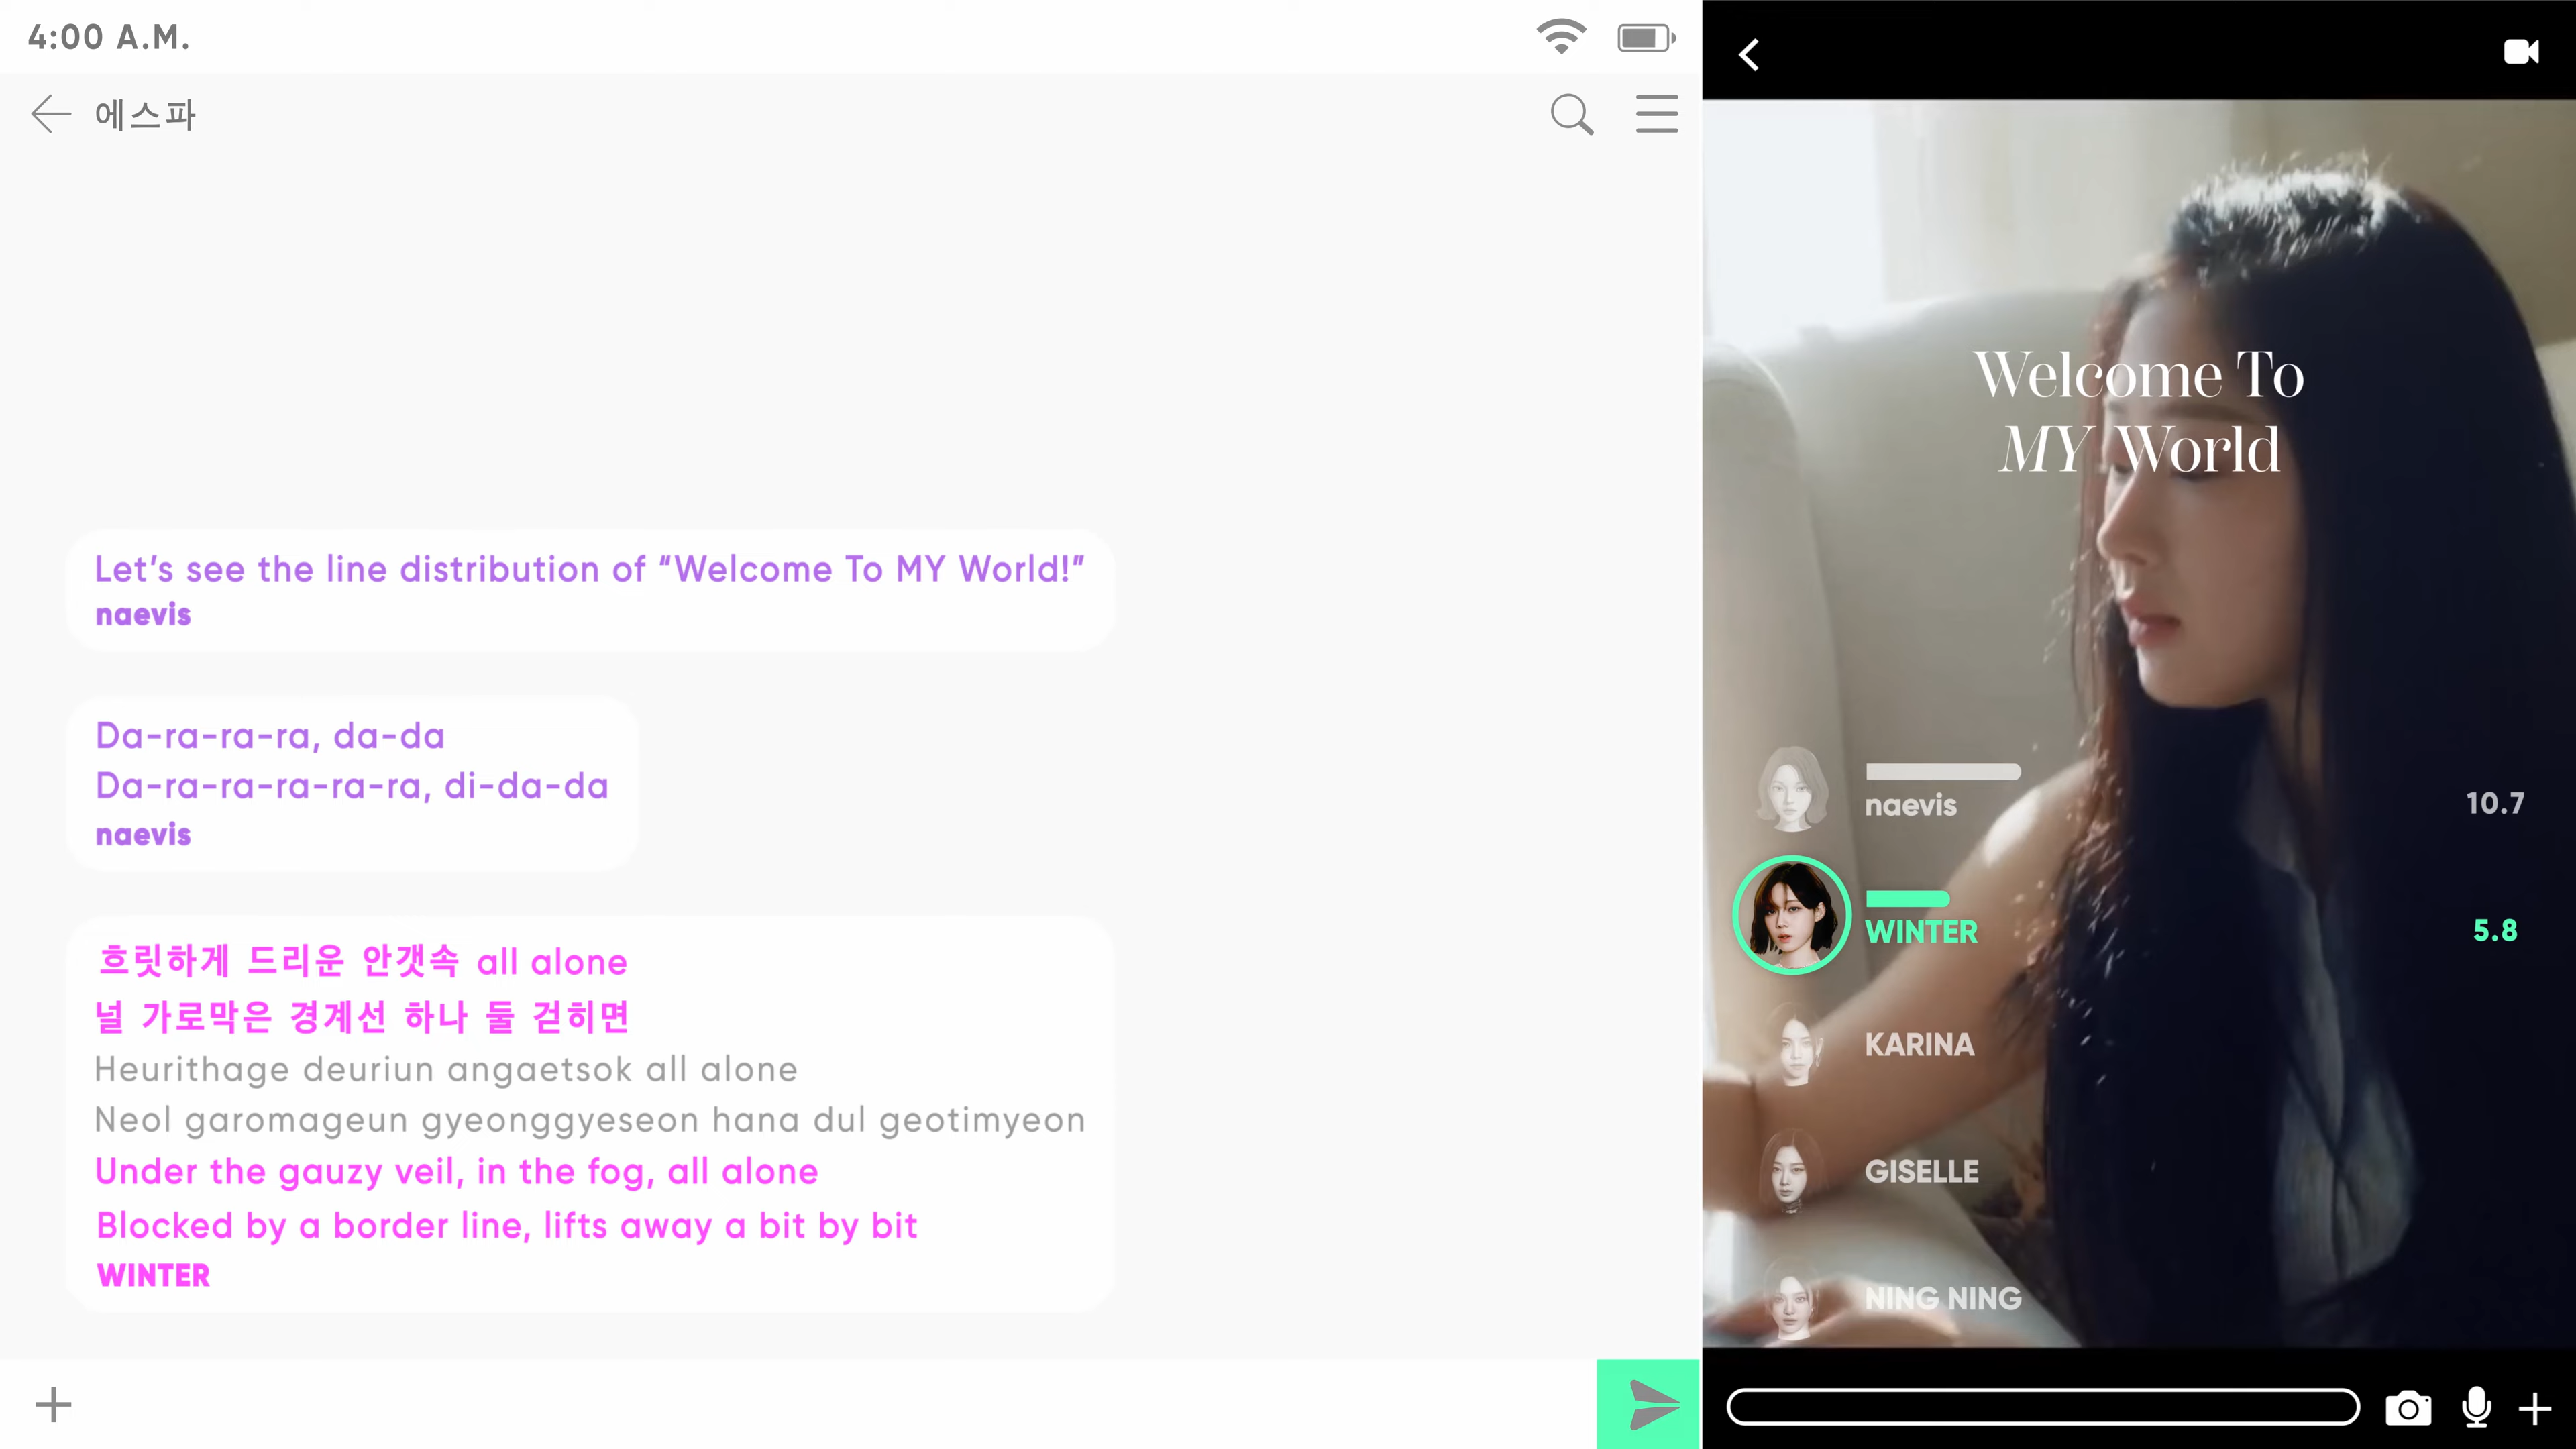 4:00 A.M.
에스파
Let's see the line distribution of “Welcome To MY World!”
naevis
Da-ra-ra-ra, da-da
Da-ra-ra-ra-ra-ra, di-da-da
naevis
흐릿하게 드리운 안갯속 all alone
널 가로막은 경계선 하나 둘 걷히면
Heurithage deuriun angaetsok all alone
Neol garomageun gyeonggyeseon hana dul geotimyeon
Under the gauzy veil, in the fog, all alone
Blocked by a border line, lifts away a bit by bit
WINTER
Welcome To
MY World
naevis 10.7
WINTER 5.8
KARINA
GISELLE
NING NING